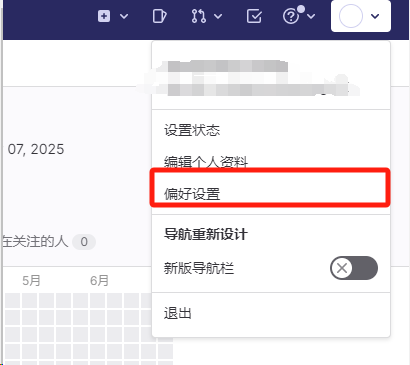 设置状态
编辑个人资料
07, 2025
偏好设置
导航重新设计
在关注的人 0
新版导航栏
5月 6月
退出